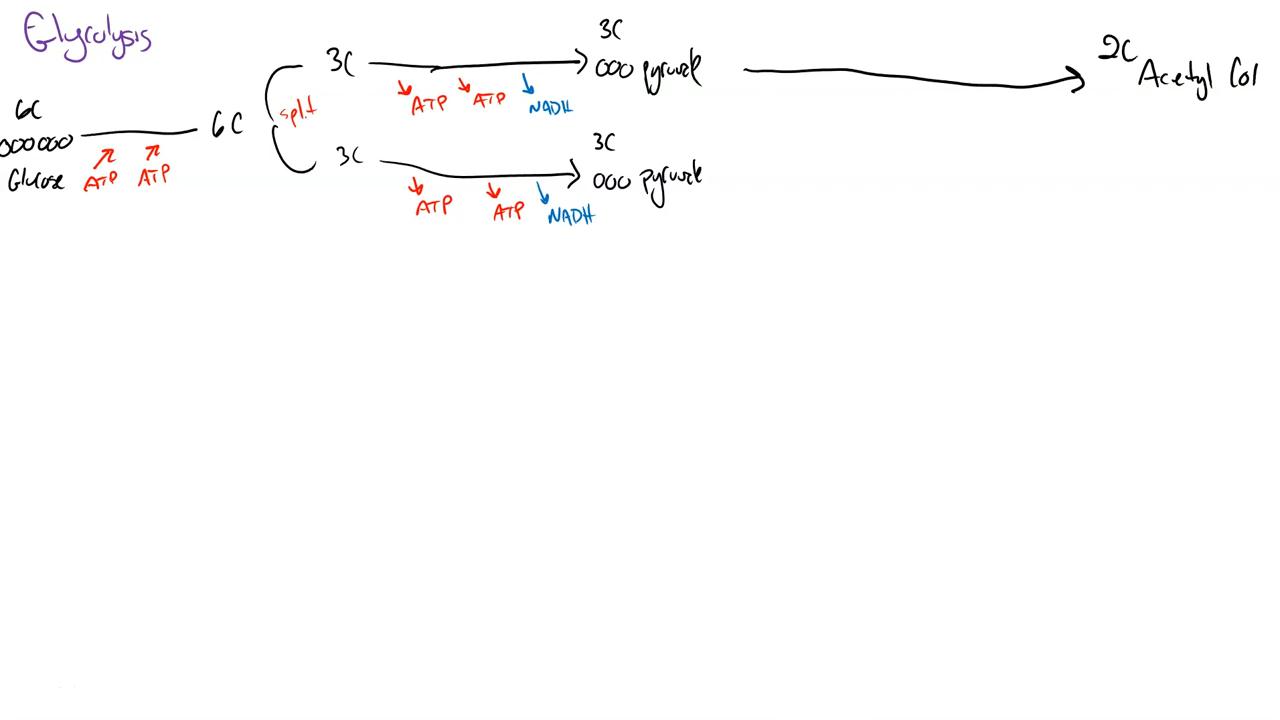 Glycolysis
6C
000000
Glucose
ATP
ATP
6C
split
3C
ATP
ATP
NADH
3C
000 pyruvate
3C
ATP
ATP
NADH
3C
000 pyruvate
2C
Acetyl CoA